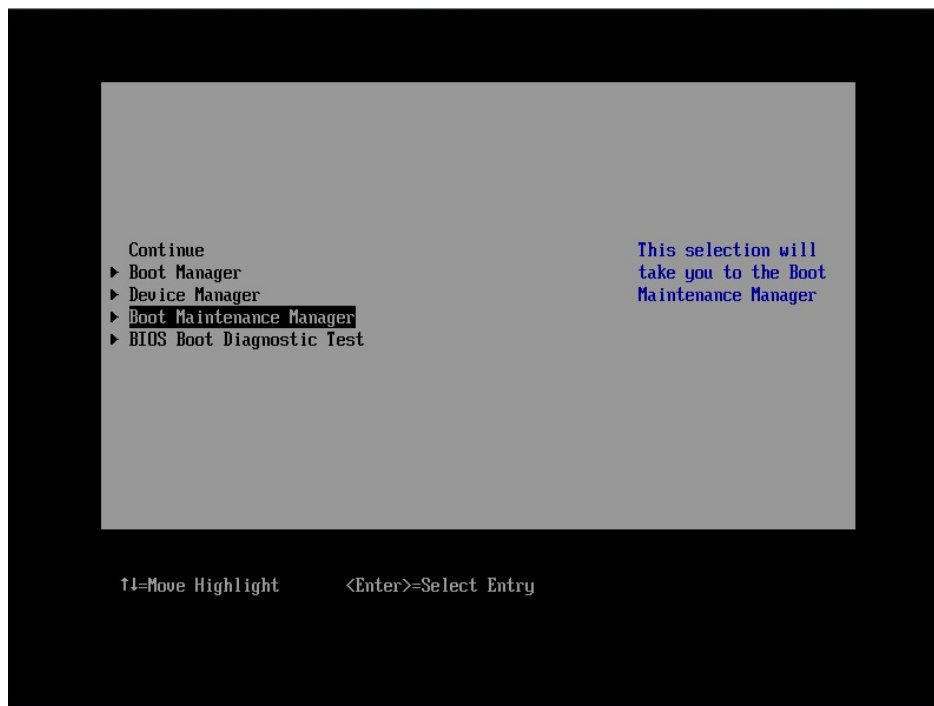 Continue
▶ Boot Manager
▶ Device Manager
▶ Boot Maintenance Manager
▶ BIOS Boot Diagnostic Test
This selection will
take you to the Boot
Maintenance Manager
↑↓=Move Highlight <Enter>=Select Entry